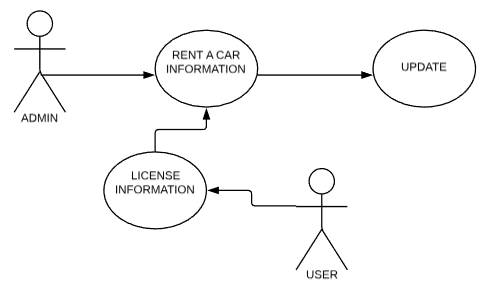 RENT A CAR
INFORMATION
UPDATE
ADMIN
LICENSE
INFORMATION
USER